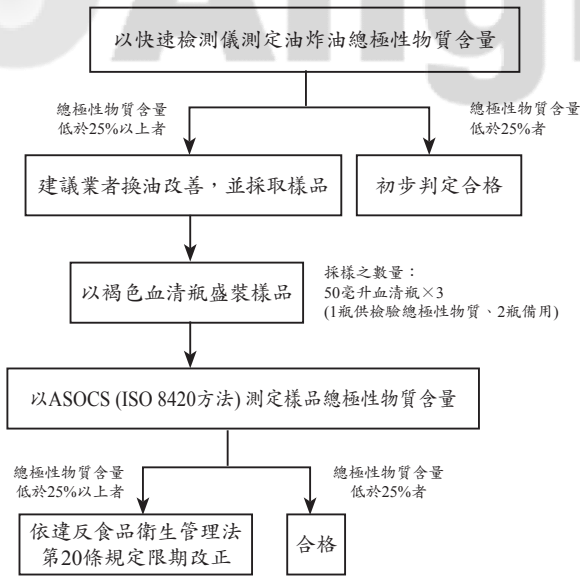 以快速檢測儀測定油炸油總極性物質含量
總極性物質含量
低於25%以上者
總極性物質含量
低於25%者
建議業者換油改善，並採取樣品
初步判定合格
以褐色血清瓶盛裝樣品
採樣之數量：
50毫升血清瓶×3
(1瓶供檢驗總極性物質、2瓶備用)
以ASOCS (ISO 8420方法) 測定樣品總極性物質含量
總極性物質含量
低於25%以上者
總極性物質含量
低於25%者
依違反食品衛生管理法
第20條規定限期改正
合格